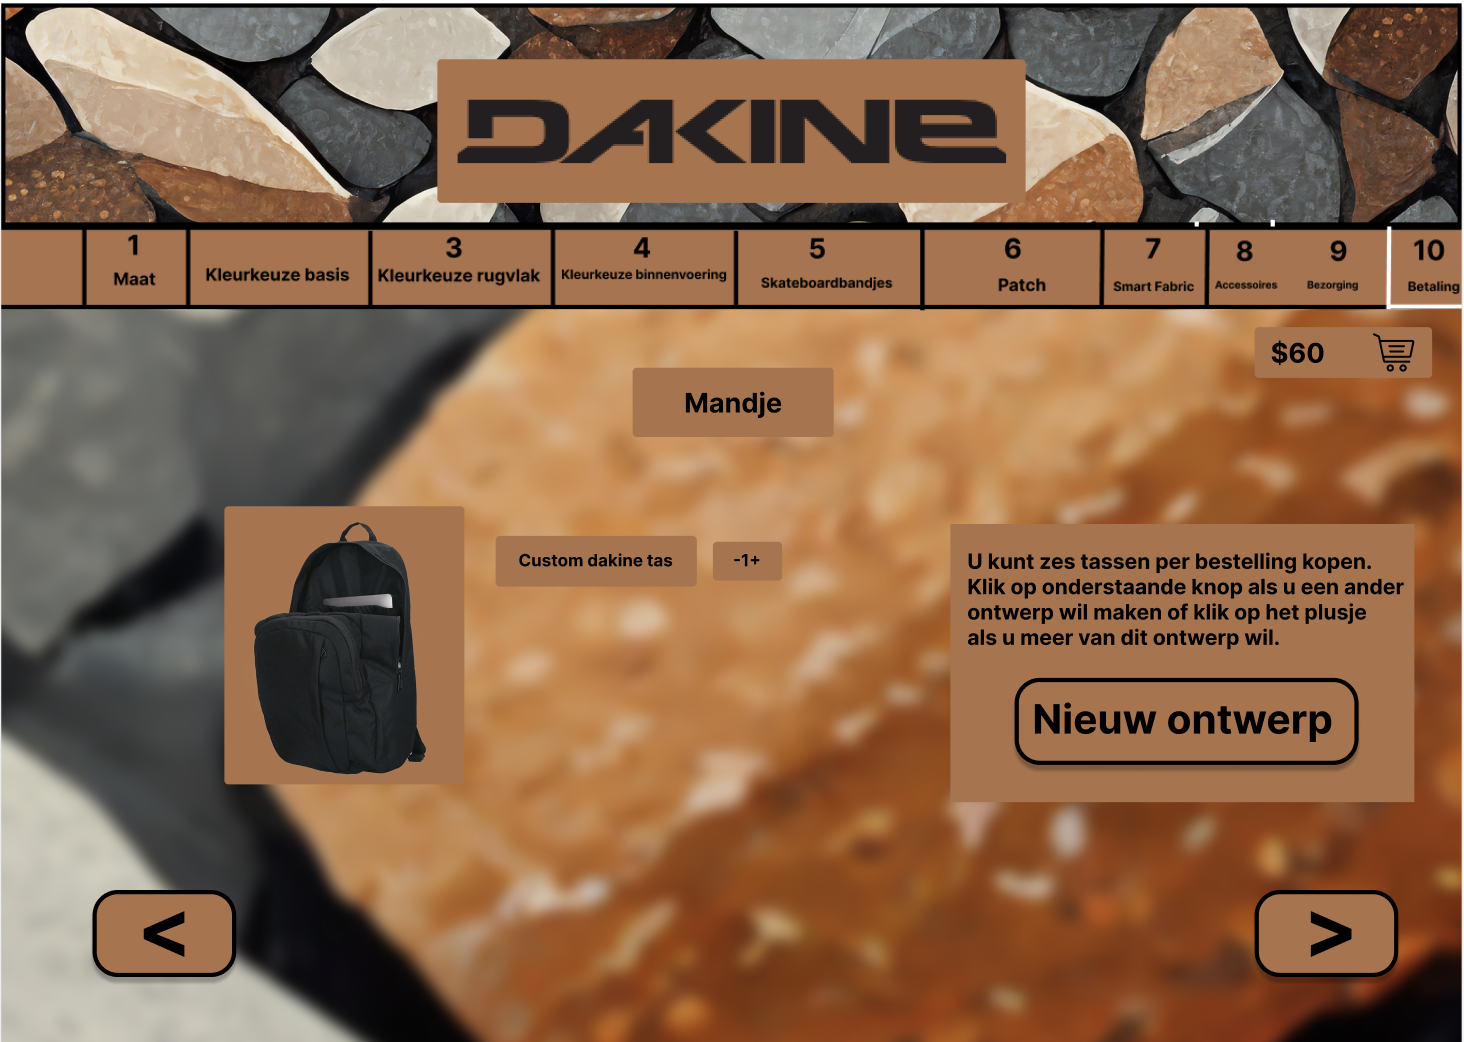 DAKINE
1
Maat
Kleurkeuze basis
3
Kleurkeuze rugvlak
4
Kleurkeuze binnenvoering
5
Skateboardbandjes
6
Patch
7
Smart Fabric
8
Accessoires
9
Bezorging
10
Betaling
$60
Mandje
Custom dakine tas
-1+
U kunt zes tassen per bestelling kopen.
Klik op onderstaande knop als u een ander
ontwerp wil maken of klik op het plusje
als u meer van dit ontwerp wil.
Nieuw ontwerp
<
>